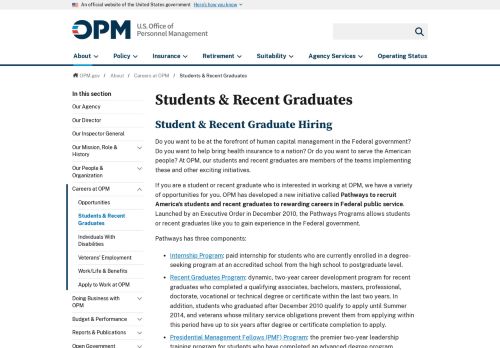 An official website of the United States government Here's how you know
OPM U.S. Office of
Personnel Management
About Policy Insurance Retirement Suitability Agency Services Operating Status
OPM.gov / About / Careers at OPM / Students & Recent Graduates
In this section
Our Agency
Our Director
Our Inspector General
Our Mission, Role &
History
Our People &
Organization
Careers at OPM
Opportunities
Students & Recent
Graduates
Individuals With
Disabilities
Veterans' Employment
Work/Life & Benefits
Apply to Work at OPM
Doing Business with
OPM
Budget & Performance
Reports & Publications
Open Government
Students & Recent Graduates
Student & Recent Graduate Hiring
Do you want to be at the forefront of human capital management in the Federal government?
Do you want to help bring health insurance to a nation? Or do you want to serve the American
people? At OPM, our students and recent graduates are members of the teams implementing
these and other exciting initiatives.
If you are a student or recent graduate who is interested in working at OPM, we have a variety
of opportunities for you. OPM has developed a new initiative called Pathways to recruit
America's students and recent graduates to rewarding careers in Federal public service.
Launched by an Executive Order in December 2010, the Pathways Programs allows students
or recent graduates like you to gain experience in the Federal government.
Pathways has three components:
Internship Program: paid internship for students who are currently enrolled in a degree-
seeking program at an accredited school from the high school to postgraduate level.
Recent Graduates Program: dynamic, two-year career development program for recent
graduates who completed a qualifying associates, bachelors, masters, professional,
doctorate, vocational or technical degree or certificate within the last two years. In
addition, students who graduated after December 2010 qualify to apply until Summer
2014, and veterans whose military service obligations prevent them from applying within
this period have up to six years after degree or certificate completion to apply.
Presidential Management Fellows (PMF) Program: the premier two-year leadership
training program for students who have completed an advanced degree program